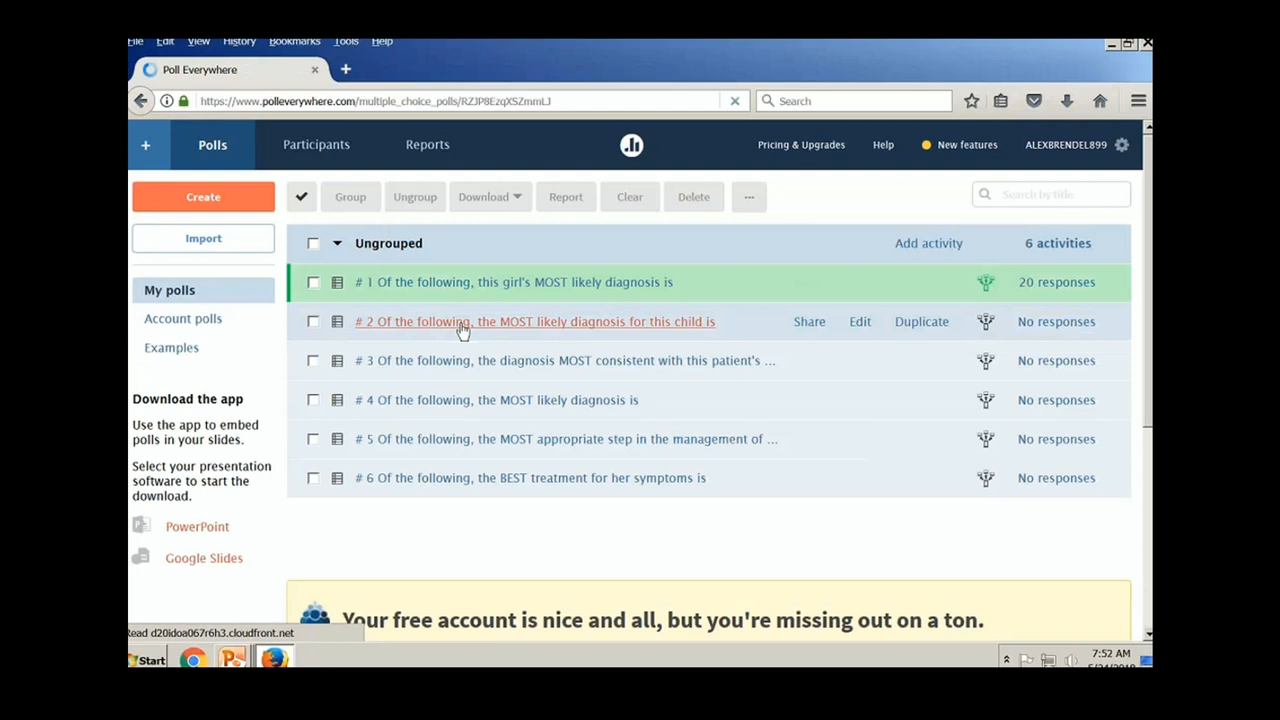 File Edit View History Bookmarks Tools Help
Poll Everywhere
https://www.polleverywhere.com/multiple_choice_polls/RZJP8EzqXSZmmLJ
Search
+ Polls Participants Reports Pricing & Upgrades Help New features ALEXBRENDEL899
Create Group Ungroup Download Report Clear Delete ... Search by title
Import
Ungrouped Add activity 6 activities
My polls
# 1 Of the following, this girl's MOST likely diagnosis is 20 responses
Account polls
# 2 Of the following, the MOST likely diagnosis for this child is Share Edit Duplicate No responses
Examples
# 3 Of the following, the diagnosis MOST consistent with this patient's ... No responses
# 4 Of the following, the MOST likely diagnosis is No responses
# 5 Of the following, the MOST appropriate step in the management of ... No responses
# 6 Of the following, the BEST treatment for her symptoms is No responses
Download the app
Use the app to embed
polls in your slides.
Select your presentation
software to start the
download.
PowerPoint
Google Slides
Your free account is nice and all, but you're missing out on a ton.
Read d20idoa067r6h3.cloudfront.net
Start
7:52 AM